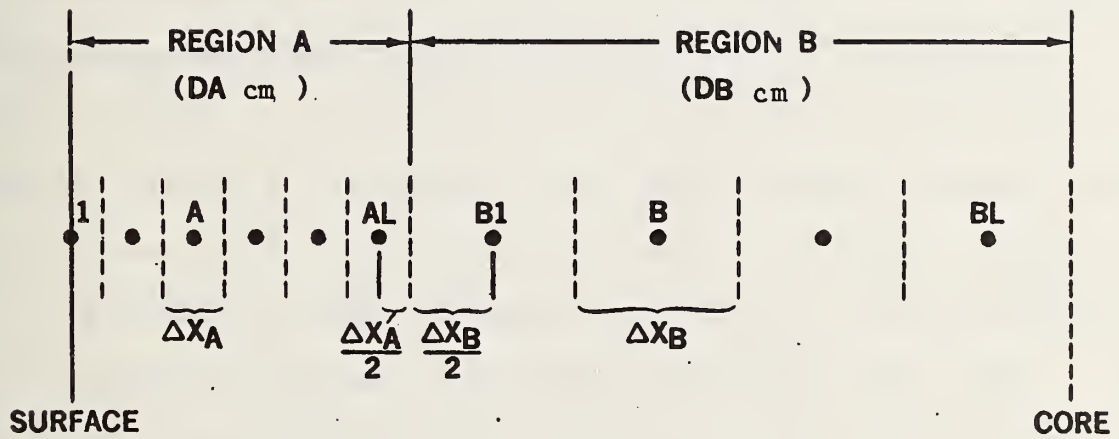 REGION A REGION B
(DA cm) (DB cm)
1 A AL B1 B BL
ΔXA ΔXA/2 ΔXB/2 ΔXB
SURFACE CORE